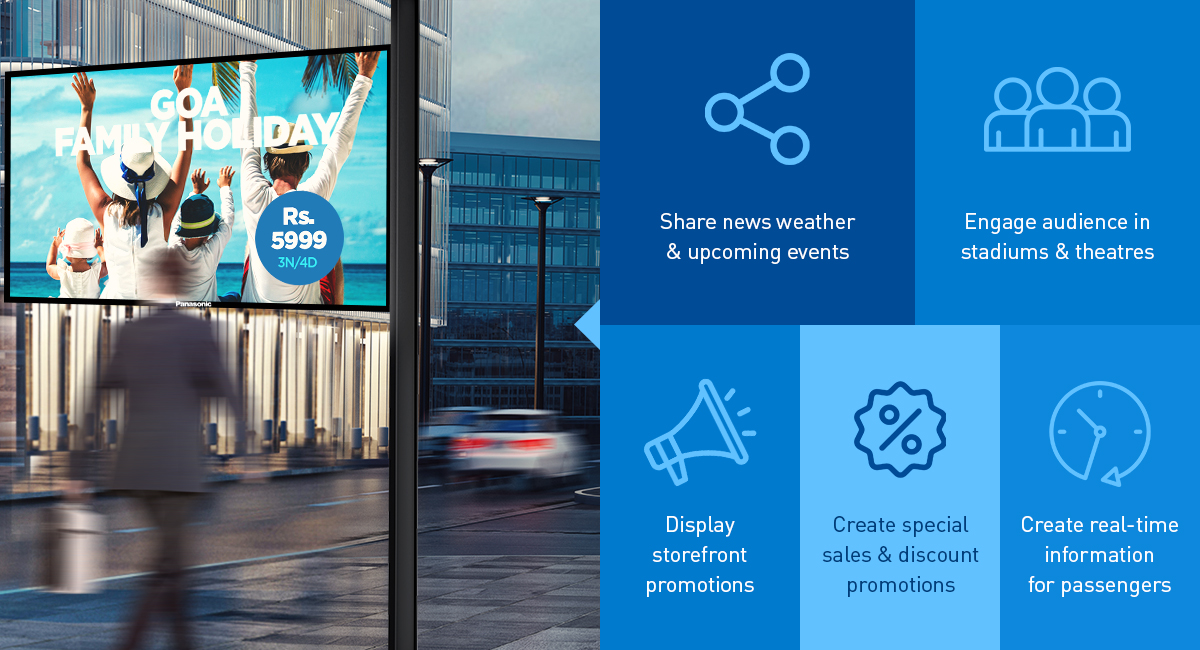 GOA
FAMILY HOLIDAY
Rs.
5999
3N/4D
Panasonic
Share news weather
& upcoming events
Engage audience in
stadiums & theatres
Display
storefront
promotions
Create special
sales & discount
promotions
Create real-time
information
for passengers